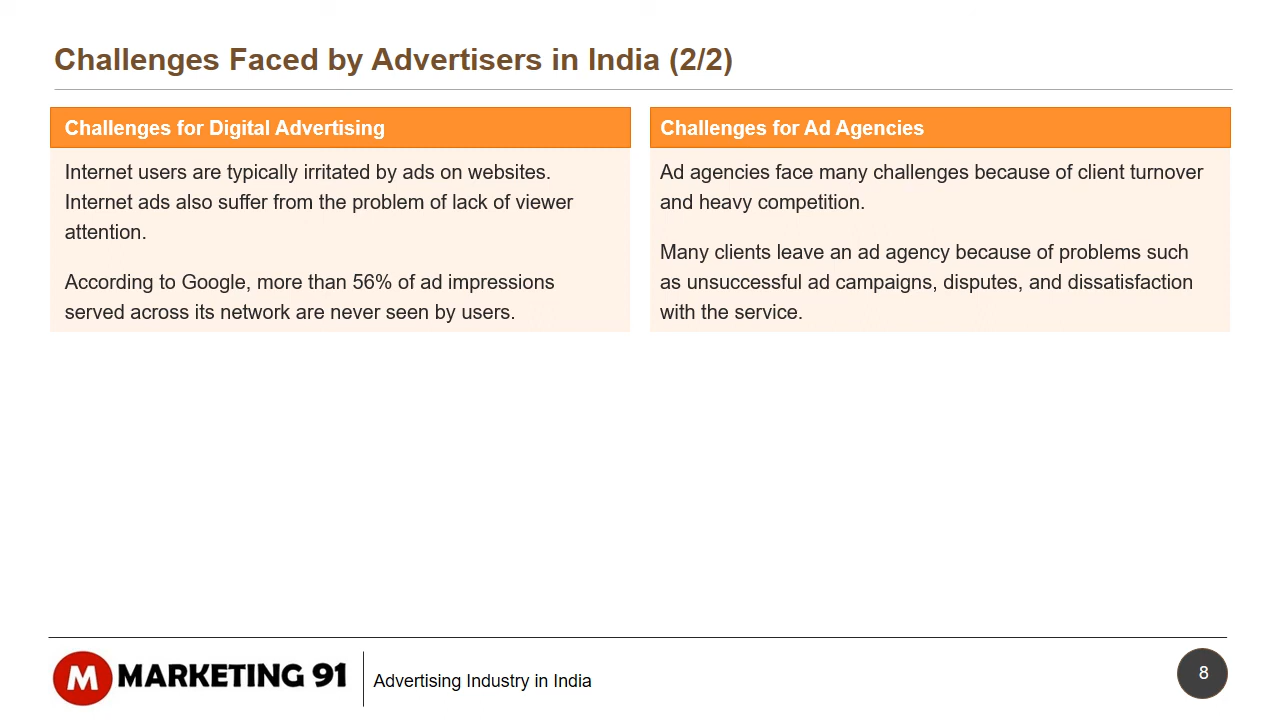 Challenges Faced by Advertisers in India (2/2)
Challenges for Digital Advertising
Internet users are typically irritated by ads on websites.
Internet ads also suffer from the problem of lack of viewer
attention.
According to Google, more than 56% of ad impressions
served across its network are never seen by users.
Challenges for Ad Agencies
Ad agencies face many challenges because of client turnover
and heavy competition.
Many clients leave an ad agency because of problems such
as unsuccessful ad campaigns, disputes, and dissatisfaction
with the service.
M MARKETING 91
Advertising Industry in India
8